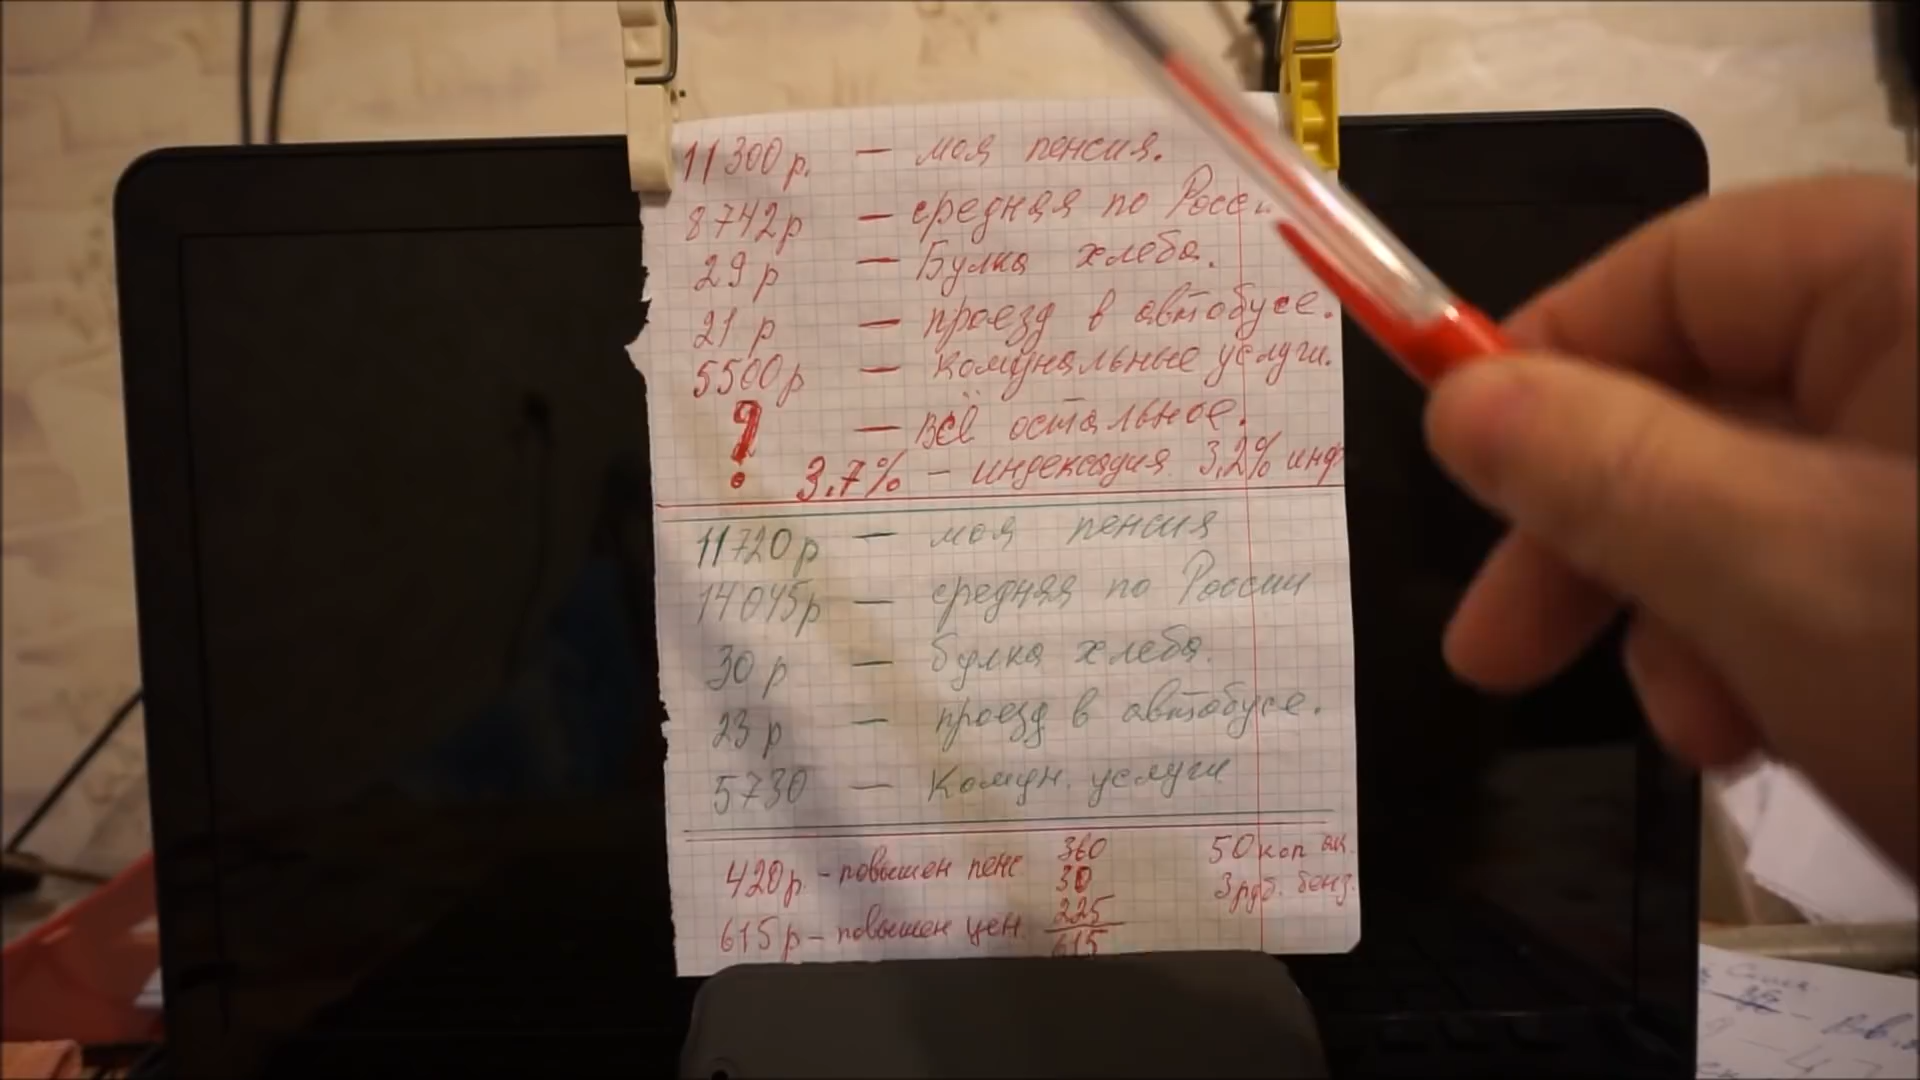 11300р. — моя пенсия.
8742р — средняя по Росси
29 р — Булка хлеба.
21 р — проезд в автобусе.
5500р — комунальные услуги.
? — всё остальное.
3.7% — индексация 3,2% инф
11720р — моя пенсия
14045р — средняя по России
30 р — булка хлеба.
23 р — проезд в автобусе.
5730 — Комун. услуги
420р. – повышен пенс. 360 50 коп ак.
30 3 руб. бенз.
225
615р – повышен цен. 615